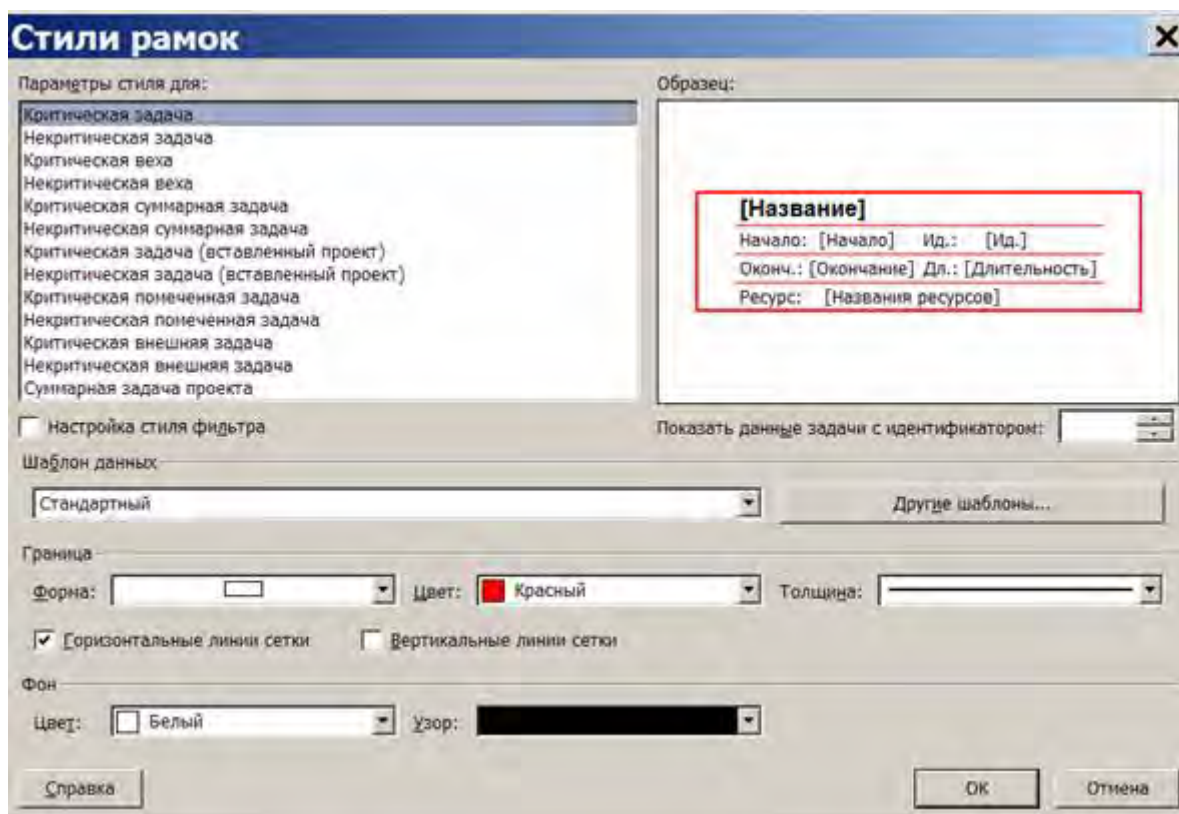 Стили рамок
Параметры стиля для:
Критическая задача
Некритическая задача
Критическая веха
Некритическая веха
Критическая суммарная задача
Некритическая суммарная задача
Критическая задача (вставленный проект)
Некритическая задача (вставленный проект)
Критическая помеченная задача
Некритическая помеченная задача
Критическая внешняя задача
Некритическая внешняя задача
Суммарная задача проекта
Образец:
[Название]
Начало: [Начало] Ид.: [Ид.]
Оконч.: [Окончание] Дл.: [Длительность]
Ресурс: [Названия ресурсов]
Настройка стиля фильтра
Показать данные задачи с идентификатором:
Шаблон данных
Стандартный
Другие шаблоны...
Граница
Форма: Цвет: Красный Толщина:
Горизонтальные линии сетки Вертикальные линии сетки
Фон
Цвет: Белый Узор:
Справка ОК Отмена